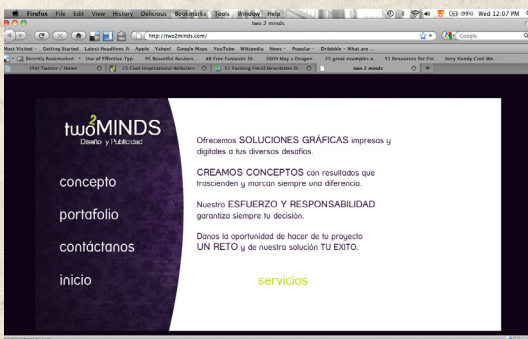 Firefox File Edit View History Delicious Bookmarks Tools Window Help
(99%) Wed 12:07 PM
two 2 minds
http://two2minds.com/
Google
Most Visited Getting Started Latest Headlines Apple Yahoo! Google Maps YouTube Wikipedia News Popular Dribbble - What are ...
Recently Bookmarked Use of Effective Typ... 95 Beautiful Busines... 48 Free Fantastic Di... 2009 May « Dragon 25 great examples o... 51 Resources for Fre... Very Handy Cool Wo...
Twitter / Home 25 Cool Inspirational Websites 51 Exciting Email Newsletter D... two 2 minds
two2MINDS
Diseño y Publicidad
concepto
portafolio
contáctanos
inicio
Ofrecemos SOLUCIONES GRÁFICAS impresas y
digitales a tus diversos desafíos.
CREAMOS CONCEPTOS con resultados que
trascienden y marcan siempre una diferencia.
Nuestro ESFUERZO Y RESPONSABILIDAD
garantiza siempre tu decisión.
Danos la oportunidad de hacer de tu proyecto
UN RETO y de nuestra solución TU EXITO.
servicios